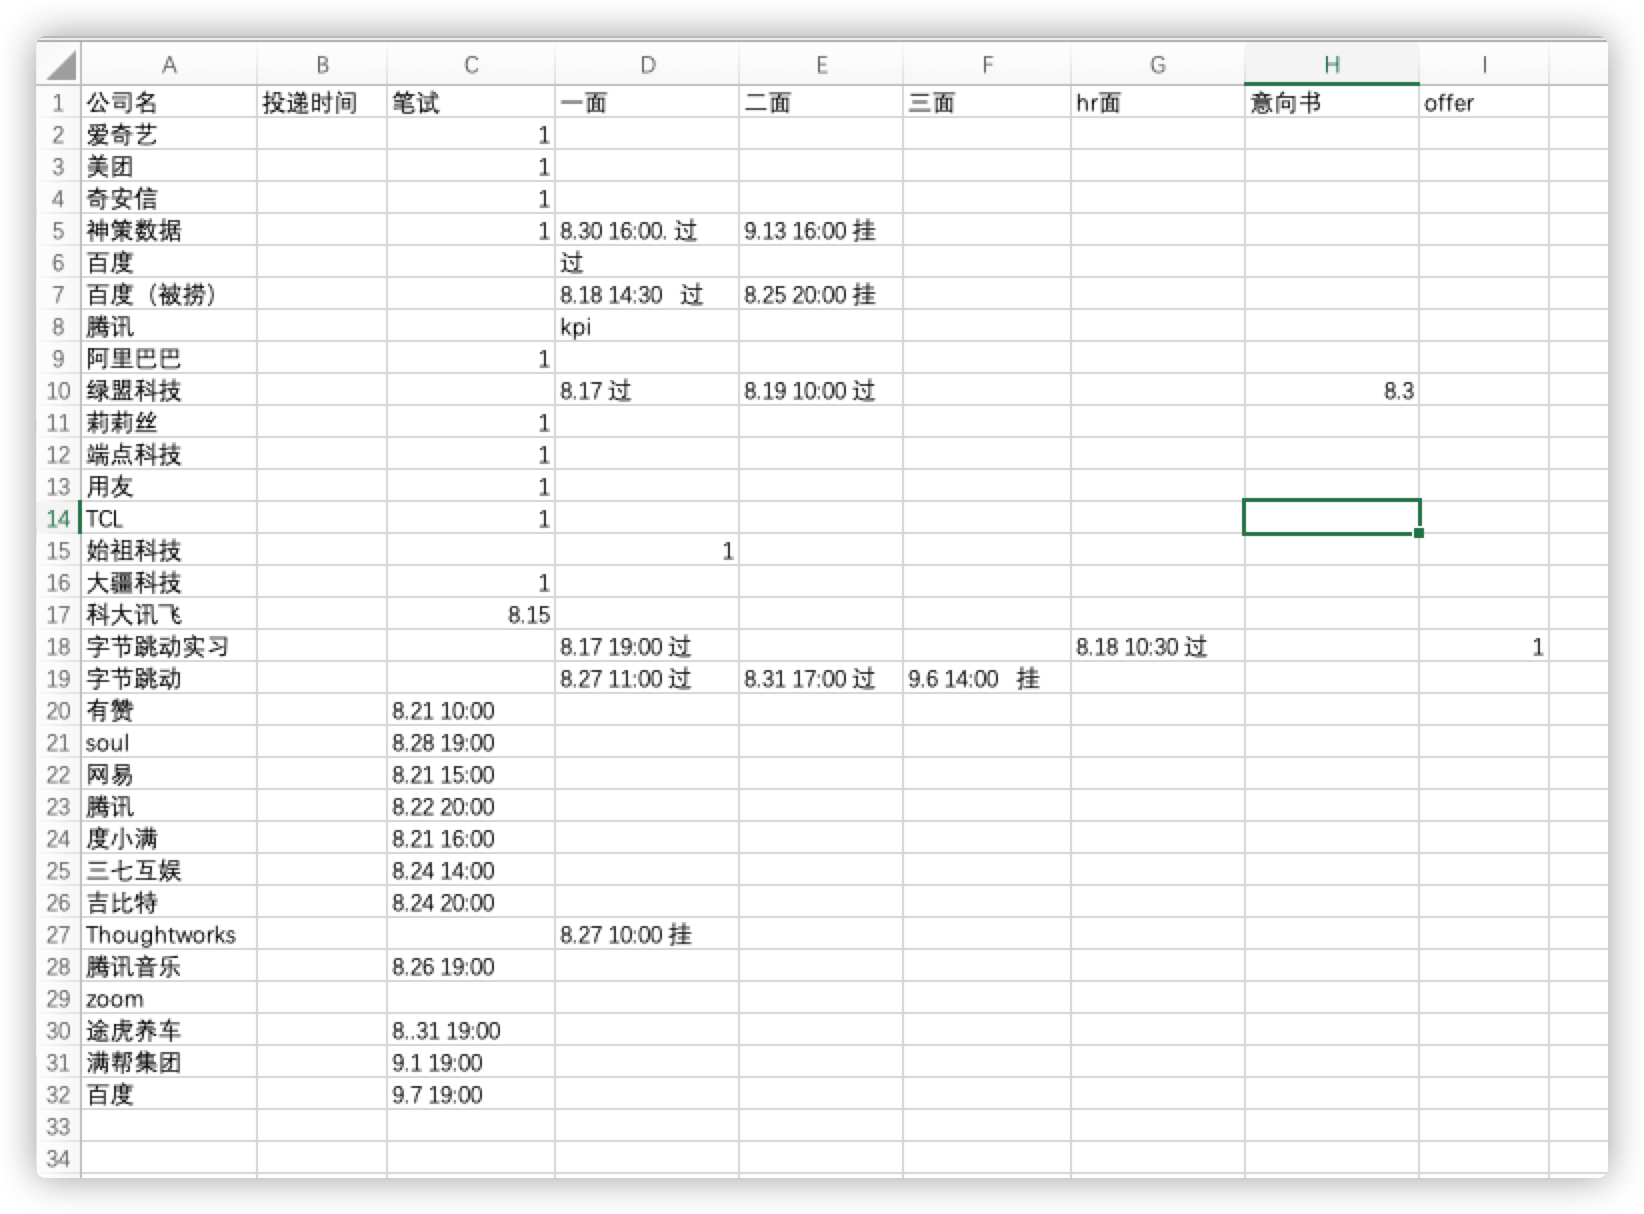 A B C D E F G H I
1 公司名 投递时间 笔试 一面 二面 三面 hr面 意向书 offer
2 爱奇艺 1
3 美团 1
4 奇安信 1
5 神策数据 1 8.30 16:00. 过 9.13 16:00 挂
6 百度 过
7 百度（被捞） 8.18 14:30 过 8.25 20:00 挂
8 腾讯 kpi
9 阿里巴巴 1
10 绿盟科技 8.17 过 8.19 10:00 过 8.3
11 莉莉丝 1
12 端点科技 1
13 用友 1
14 TCL 1
15 始祖科技 1
16 大疆科技 1
17 科大讯飞 8.15
18 字节跳动实习 8.17 19:00 过 8.18 10:30 过 1
19 字节跳动 8.27 11:00 过 8.31 17:00 过 9.6 14:00 挂
20 有赞 8.21 10:00
21 soul 8.28 19:00
22 网易 8.21 15:00
23 腾讯 8.22 20:00
24 度小满 8.21 16:00
25 三七互娱 8.24 14:00
26 吉比特 8.24 20:00
27 Thoughtworks 8.27 10:00 挂
28 腾讯音乐 8.26 19:00
29 zoom
30 途虎养车 8..31 19:00
31 满帮集团 9.1 19:00
32 百度 9.7 19:00
33
34